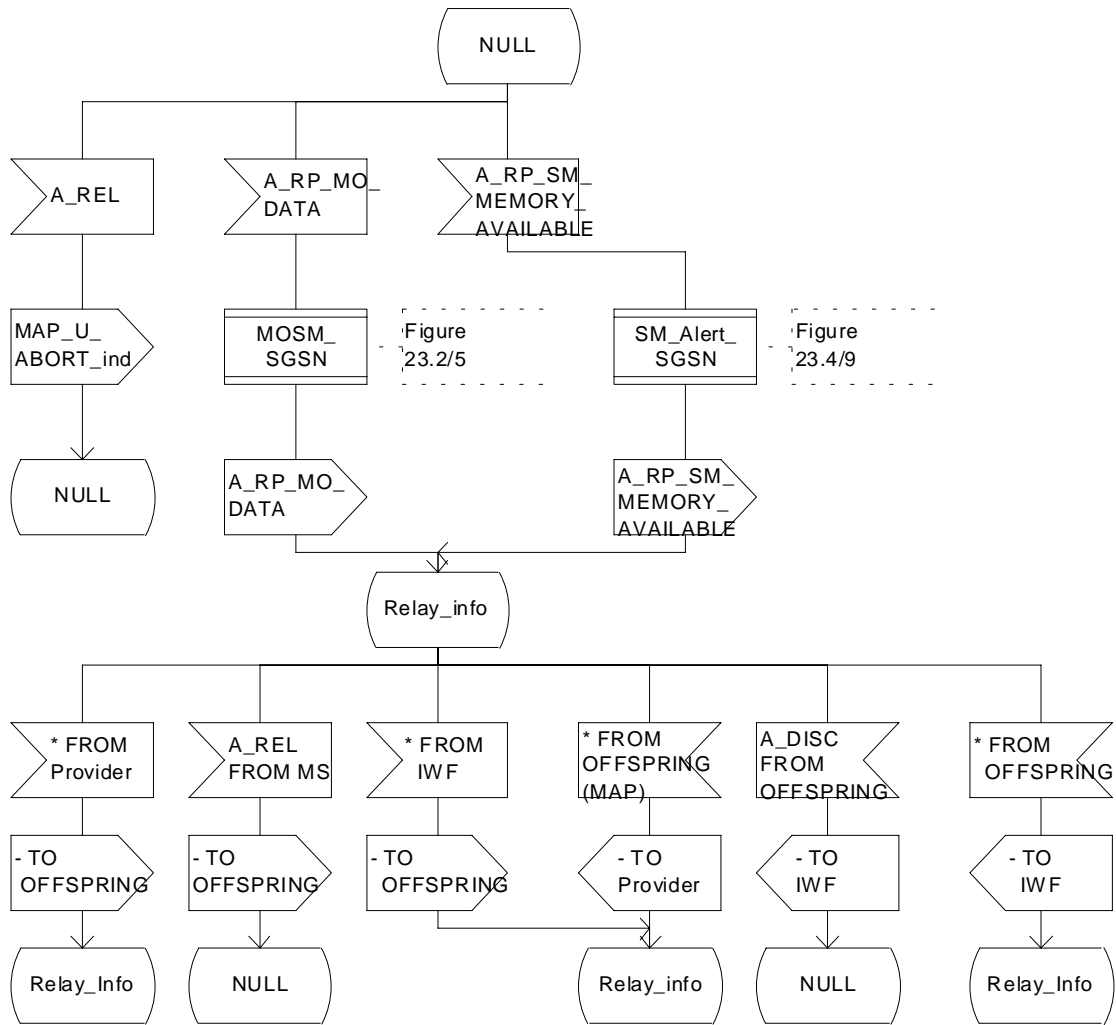 NULL
A_REL
A_RP_MO_
DATA
A_RP_SM_
MEMORY_
AVAILABLE
MAP_U_
ABORT_ind
MOSM_
SGSN
Figure
23.2/5
SM_Alert_
SGSN
Figure
23.4/9
NULL
A_RP_MO_
DATA
A_RP_SM_
MEMORY_
AVAILABLE
Relay_info
* FROM
Provider
A_REL
FROM MS
* FROM
IWF
* FROM
OFFSPRING
(MAP)
A_DISC
FROM
OFFSPRING
* FROM
OFFSPRING
- TO
OFFSPRING
- TO
OFFSPRING
- TO
OFFSPRING
- TO
Provider
- TO
IWF
- TO
IWF
Relay_Info
NULL
Relay_info
NULL
Relay_Info